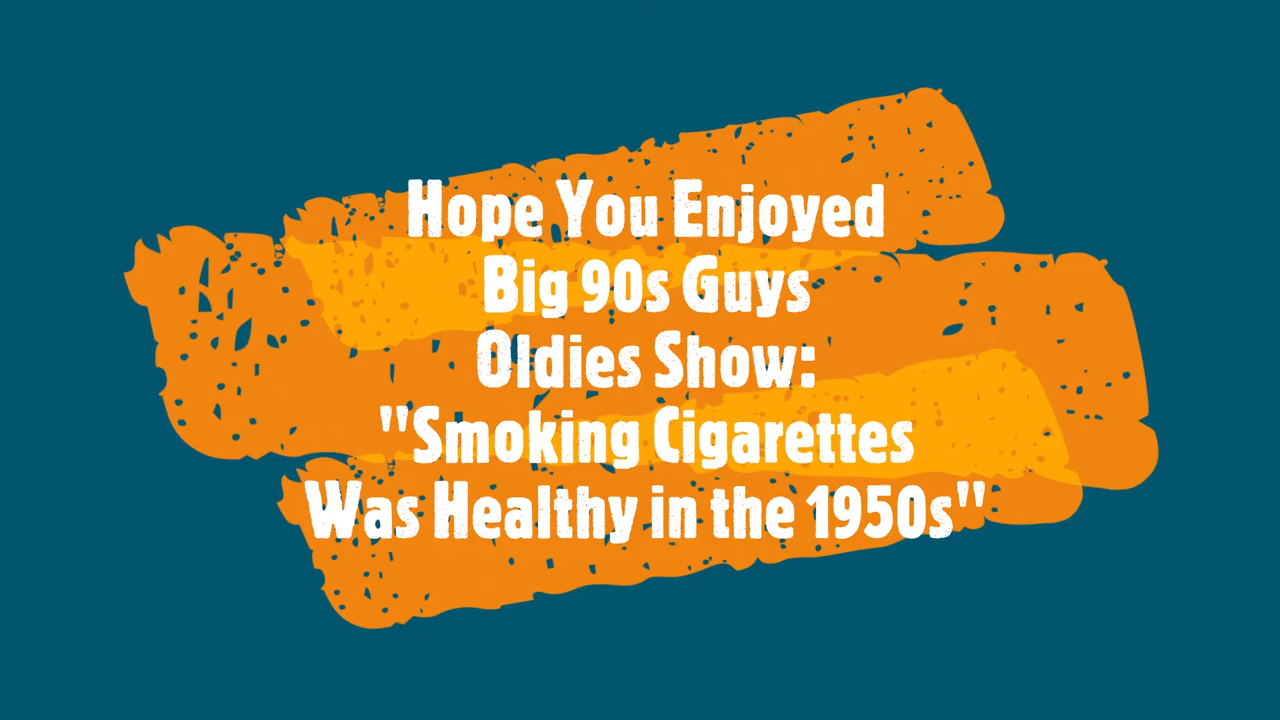 Hope You Enjoyed
Big 90s Guys
Oldies Show:
"Smoking Cigarettes
Was Healthy in the 1950s"